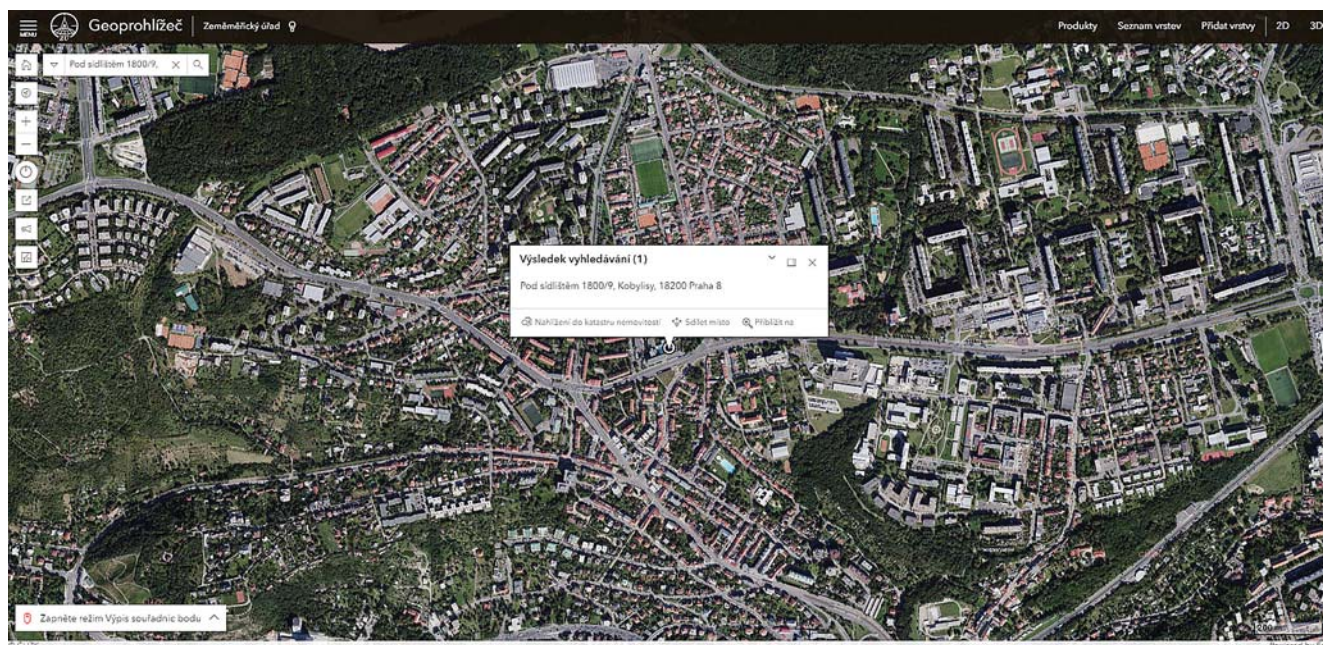 MENU
ZÚ
Geoprohlížeč
Zeměměřický úřad
Produkty
Seznam vrstev
Přidat vrstvy
2D
3D
Pod sídlištěm 1800/9,
Výsledek vyhledávání (1)
Pod sídlištěm 1800/9, Kobylisy, 18200 Praha 8
Nahlížení do katastru nemovitostí
Sdílet místo
Přiblížit na
Zapněte režim Výpis souřadnic bodu
200